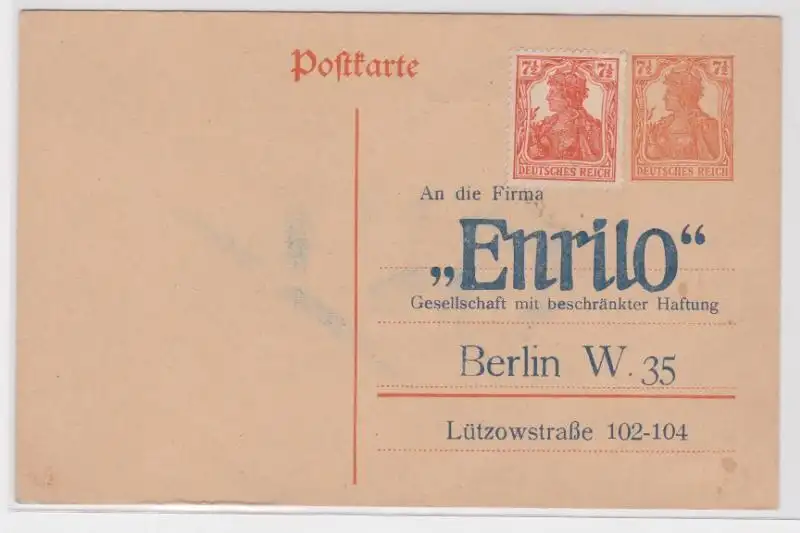 Postkarte
7½ 7½
DEUTSCHES REICH
7½ 7½
DEUTSCHES REICH
An die Firma
„Enrilo“
Gesellschaft mit beschränkter Haftung
Berlin W. 35
Lützowstraße 102-104